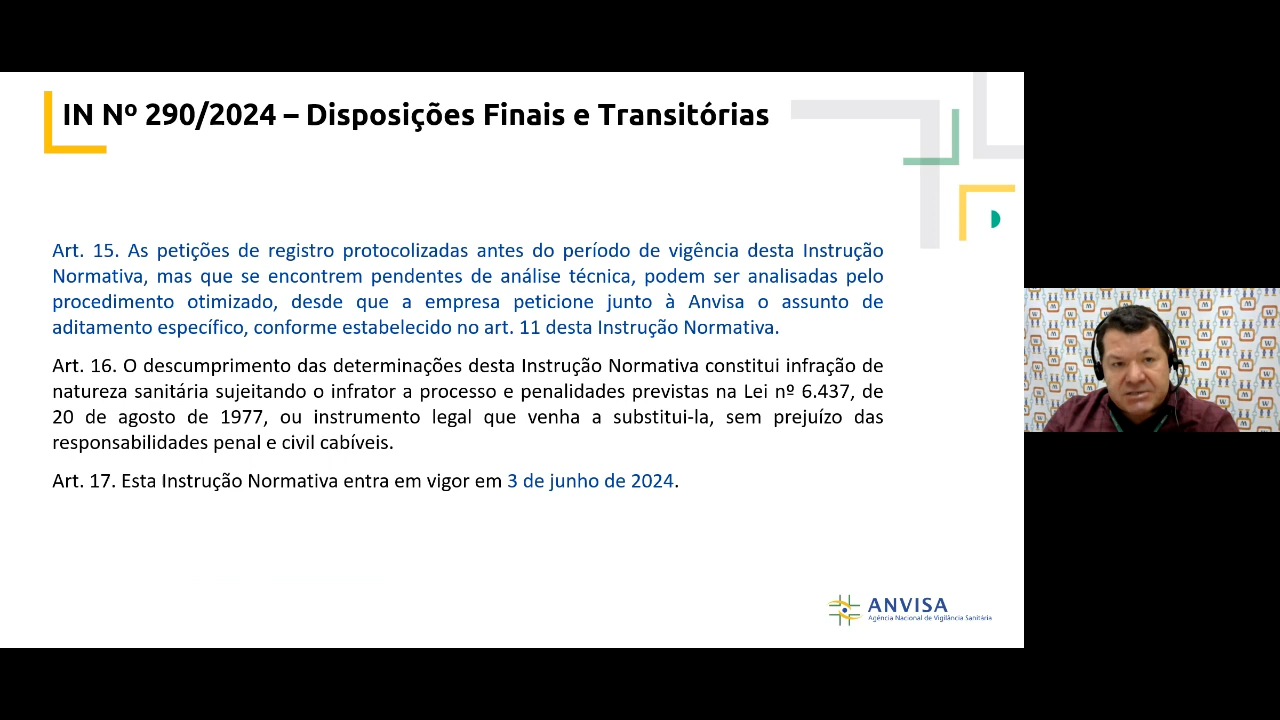 IN Nº 290/2024 – Disposições Finais e Transitórias
Art. 15. As petições de registro protocolizadas antes do período de vigência desta Instrução
Normativa, mas que se encontrem pendentes de análise técnica, podem ser analisadas pelo
procedimento otimizado, desde que a empresa peticione junto à Anvisa o assunto de
aditamento específico, conforme estabelecido no art. 11 desta Instrução Normativa.
Art. 16. O descumprimento das determinações desta Instrução Normativa constitui infração de
natureza sanitária sujeitando o infrator a processo e penalidades previstas na Lei nº 6.437, de
20 de agosto de 1977, ou instrumento legal que venha a substitui-la, sem prejuízo das
responsabilidades penal e civil cabíveis.
Art. 17. Esta Instrução Normativa entra em vigor em 3 de junho de 2024.
ANVISA
Agência Nacional de Vigilância Sanitária